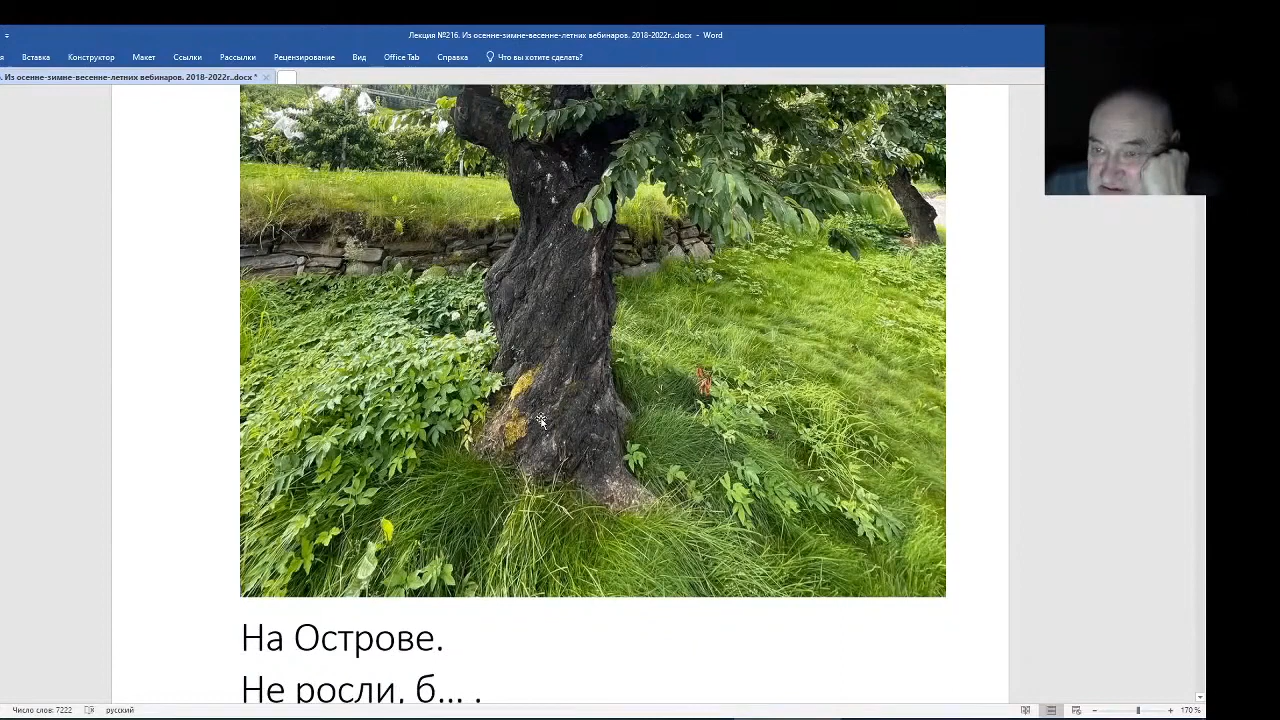 Лекция №216. Из осенне-зимне-весенне-летних вебинаров. 2018-2022г..docx - Word
я Вставка Конструктор Макет Ссылки Рассылки Рецензирование Вид Office Tab Справка Что вы хотите сделать?
. Из осенне-зимне-весенне-летних вебинаров. 2018-2022г..docx *
На Острове.
Не росли, б... .
Число слов: 7222 русский 170 %